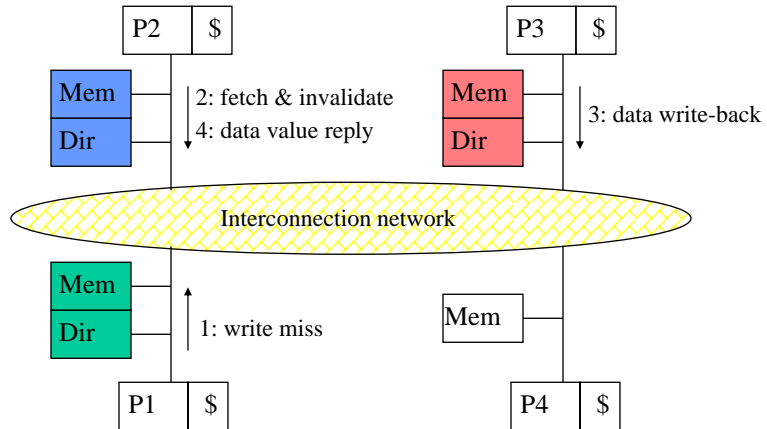 P2 $
P3 $
Mem
Dir
2: fetch & invalidate
4: data value reply
Mem
Dir
3: data write-back
Interconnection network
Mem
Dir
1: write miss
Mem
P1 $
P4 $